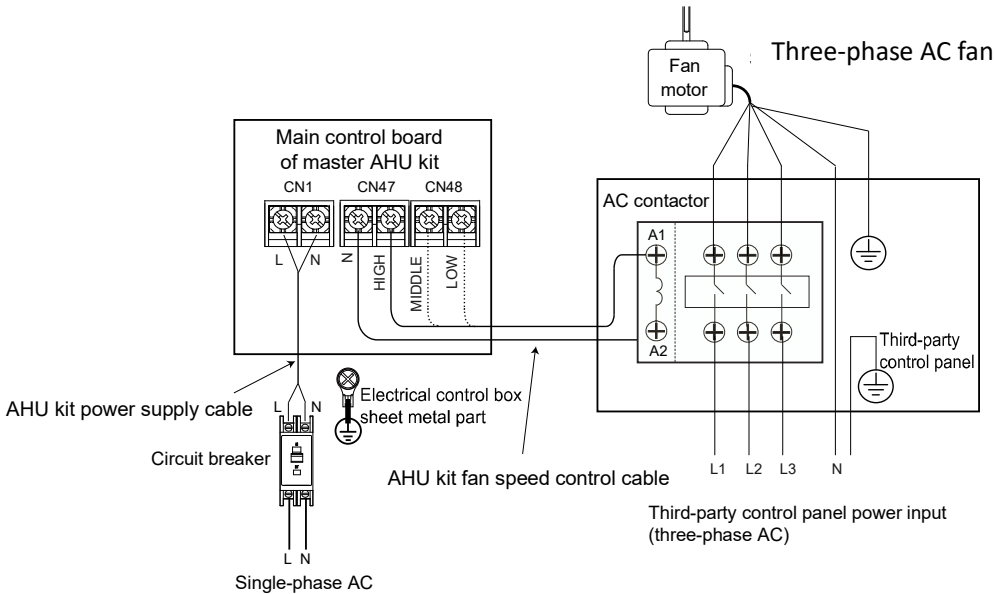 Three-phase AC fan
Fan
motor
Main control board
of master AHU kit
CN1
CN47
CN48
L
N
N
HIGH
MIDDLE
LOW
AC contactor
A1
A2
Third-party
control panel
Electrical control box
sheet metal part
AHU kit power supply cable
L
N
Circuit breaker
AHU kit fan speed control cable
L1
L2
L3
N
Third-party control panel power input
(three-phase AC)
L N
Single-phase AC